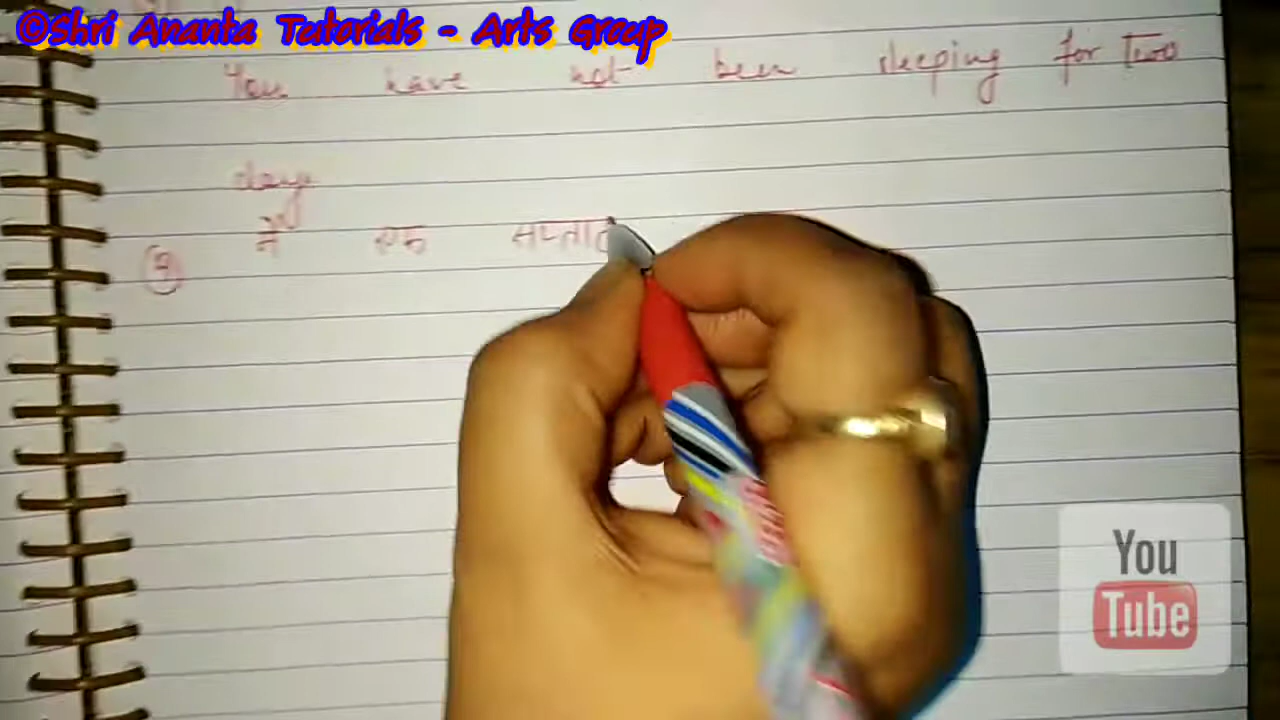 ©Shri Ananta Tutorials - Arts Group
You have not been sleeping for Two
days
में एक सप्ताह
You
Tube